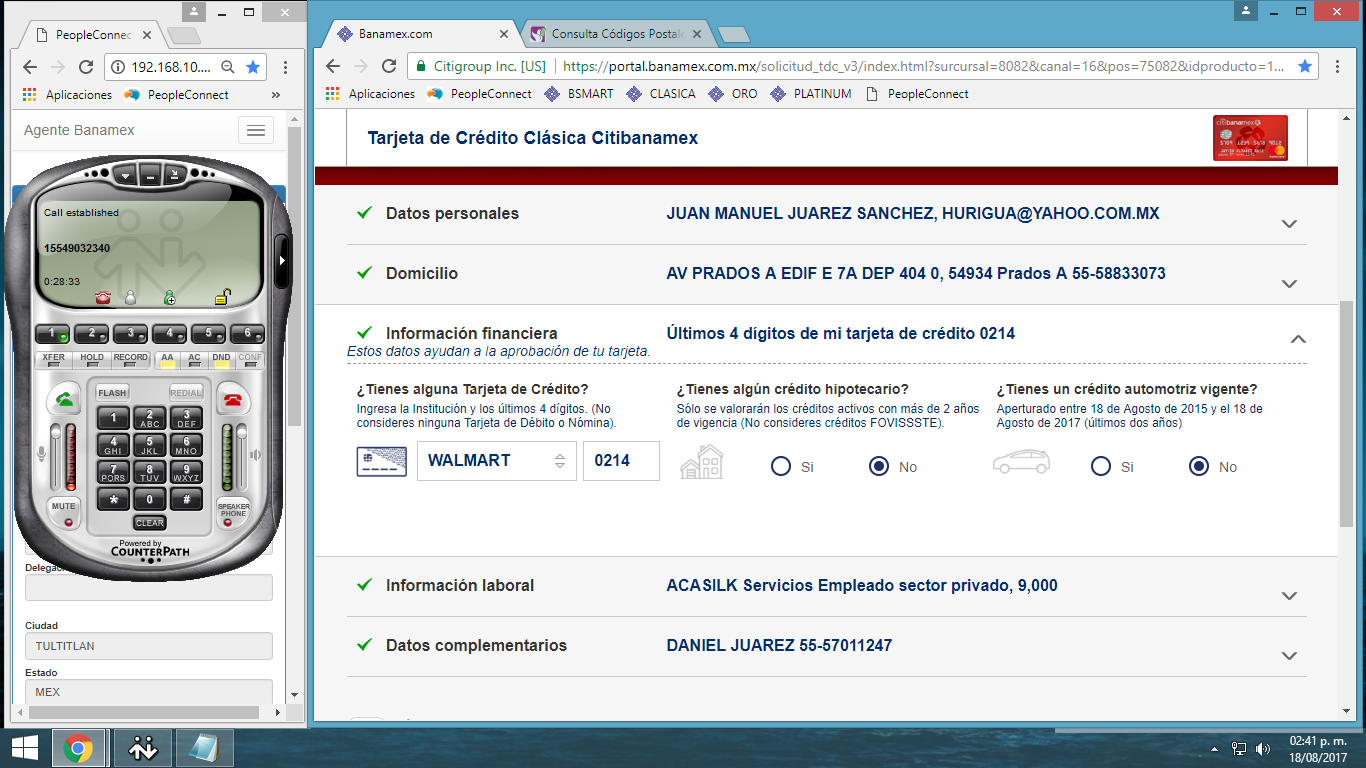 PeopleConnec
192.168.10....
Aplicaciones
PeopleConnect
»
Agente Banamex
Call established
15549032340
0:28:33
1
2
3
4
5
6
XFER
HOLD
RECORD
AA
AC
DND
CONF
FLASH
REDIAL
1
2 ABC
3 DEF
4 GHI
5 JKL
6 MNO
7 PQRS
8 TUV
9 WXYZ
*
0
#
MUTE
CLEAR
SPEAKER PHONE
Powered by
COUNTERPATH
Delegac
Ciudad
TULTITLAN
Estado
MEX
Banamex.com
Consulta Códigos Postale
Citigroup Inc. [US]
https://portal.banamex.com.mx/solicitud_tdc_v3/index.html?surcursal=8082&canal=16&pos=75082&idproducto=1...
Aplicaciones
PeopleConnect
BSMART
CLASICA
ORO
PLATINUM
PeopleConnect
Tarjeta de Crédito Clásica Citibanamex
citibanamex
Datos personales
JUAN MANUEL JUAREZ SANCHEZ, HURIGUA@YAHOO.COM.MX
Domicilio
AV PRADOS A EDIF E 7A DEP 404 0, 54934 Prados A 55-58833073
Información financiera
Últimos 4 dígitos de mi tarjeta de crédito 0214
Estos datos ayudan a la aprobación de tu tarjeta.
¿Tienes alguna Tarjeta de Crédito?
Ingresa la Institución y los últimos 4 dígitos. (No
consideres ninguna Tarjeta de Débito o Nómina).
WALMART
0214
¿Tienes algún crédito hipotecario?
Sólo se valorarán los créditos activos con más de 2 años
de vigencia (No consideres créditos FOVISSSTE).
Si
No
¿Tienes un crédito automotriz vigente?
Aperturado entre 18 de Agosto de 2015 y el 18 de
Agosto de 2017 (últimos dos años)
Si
No
Información laboral
ACASILK Servicios Empleado sector privado, 9,000
Datos complementarios
DANIEL JUAREZ 55-57011247
02:41 p. m.
18/08/2017